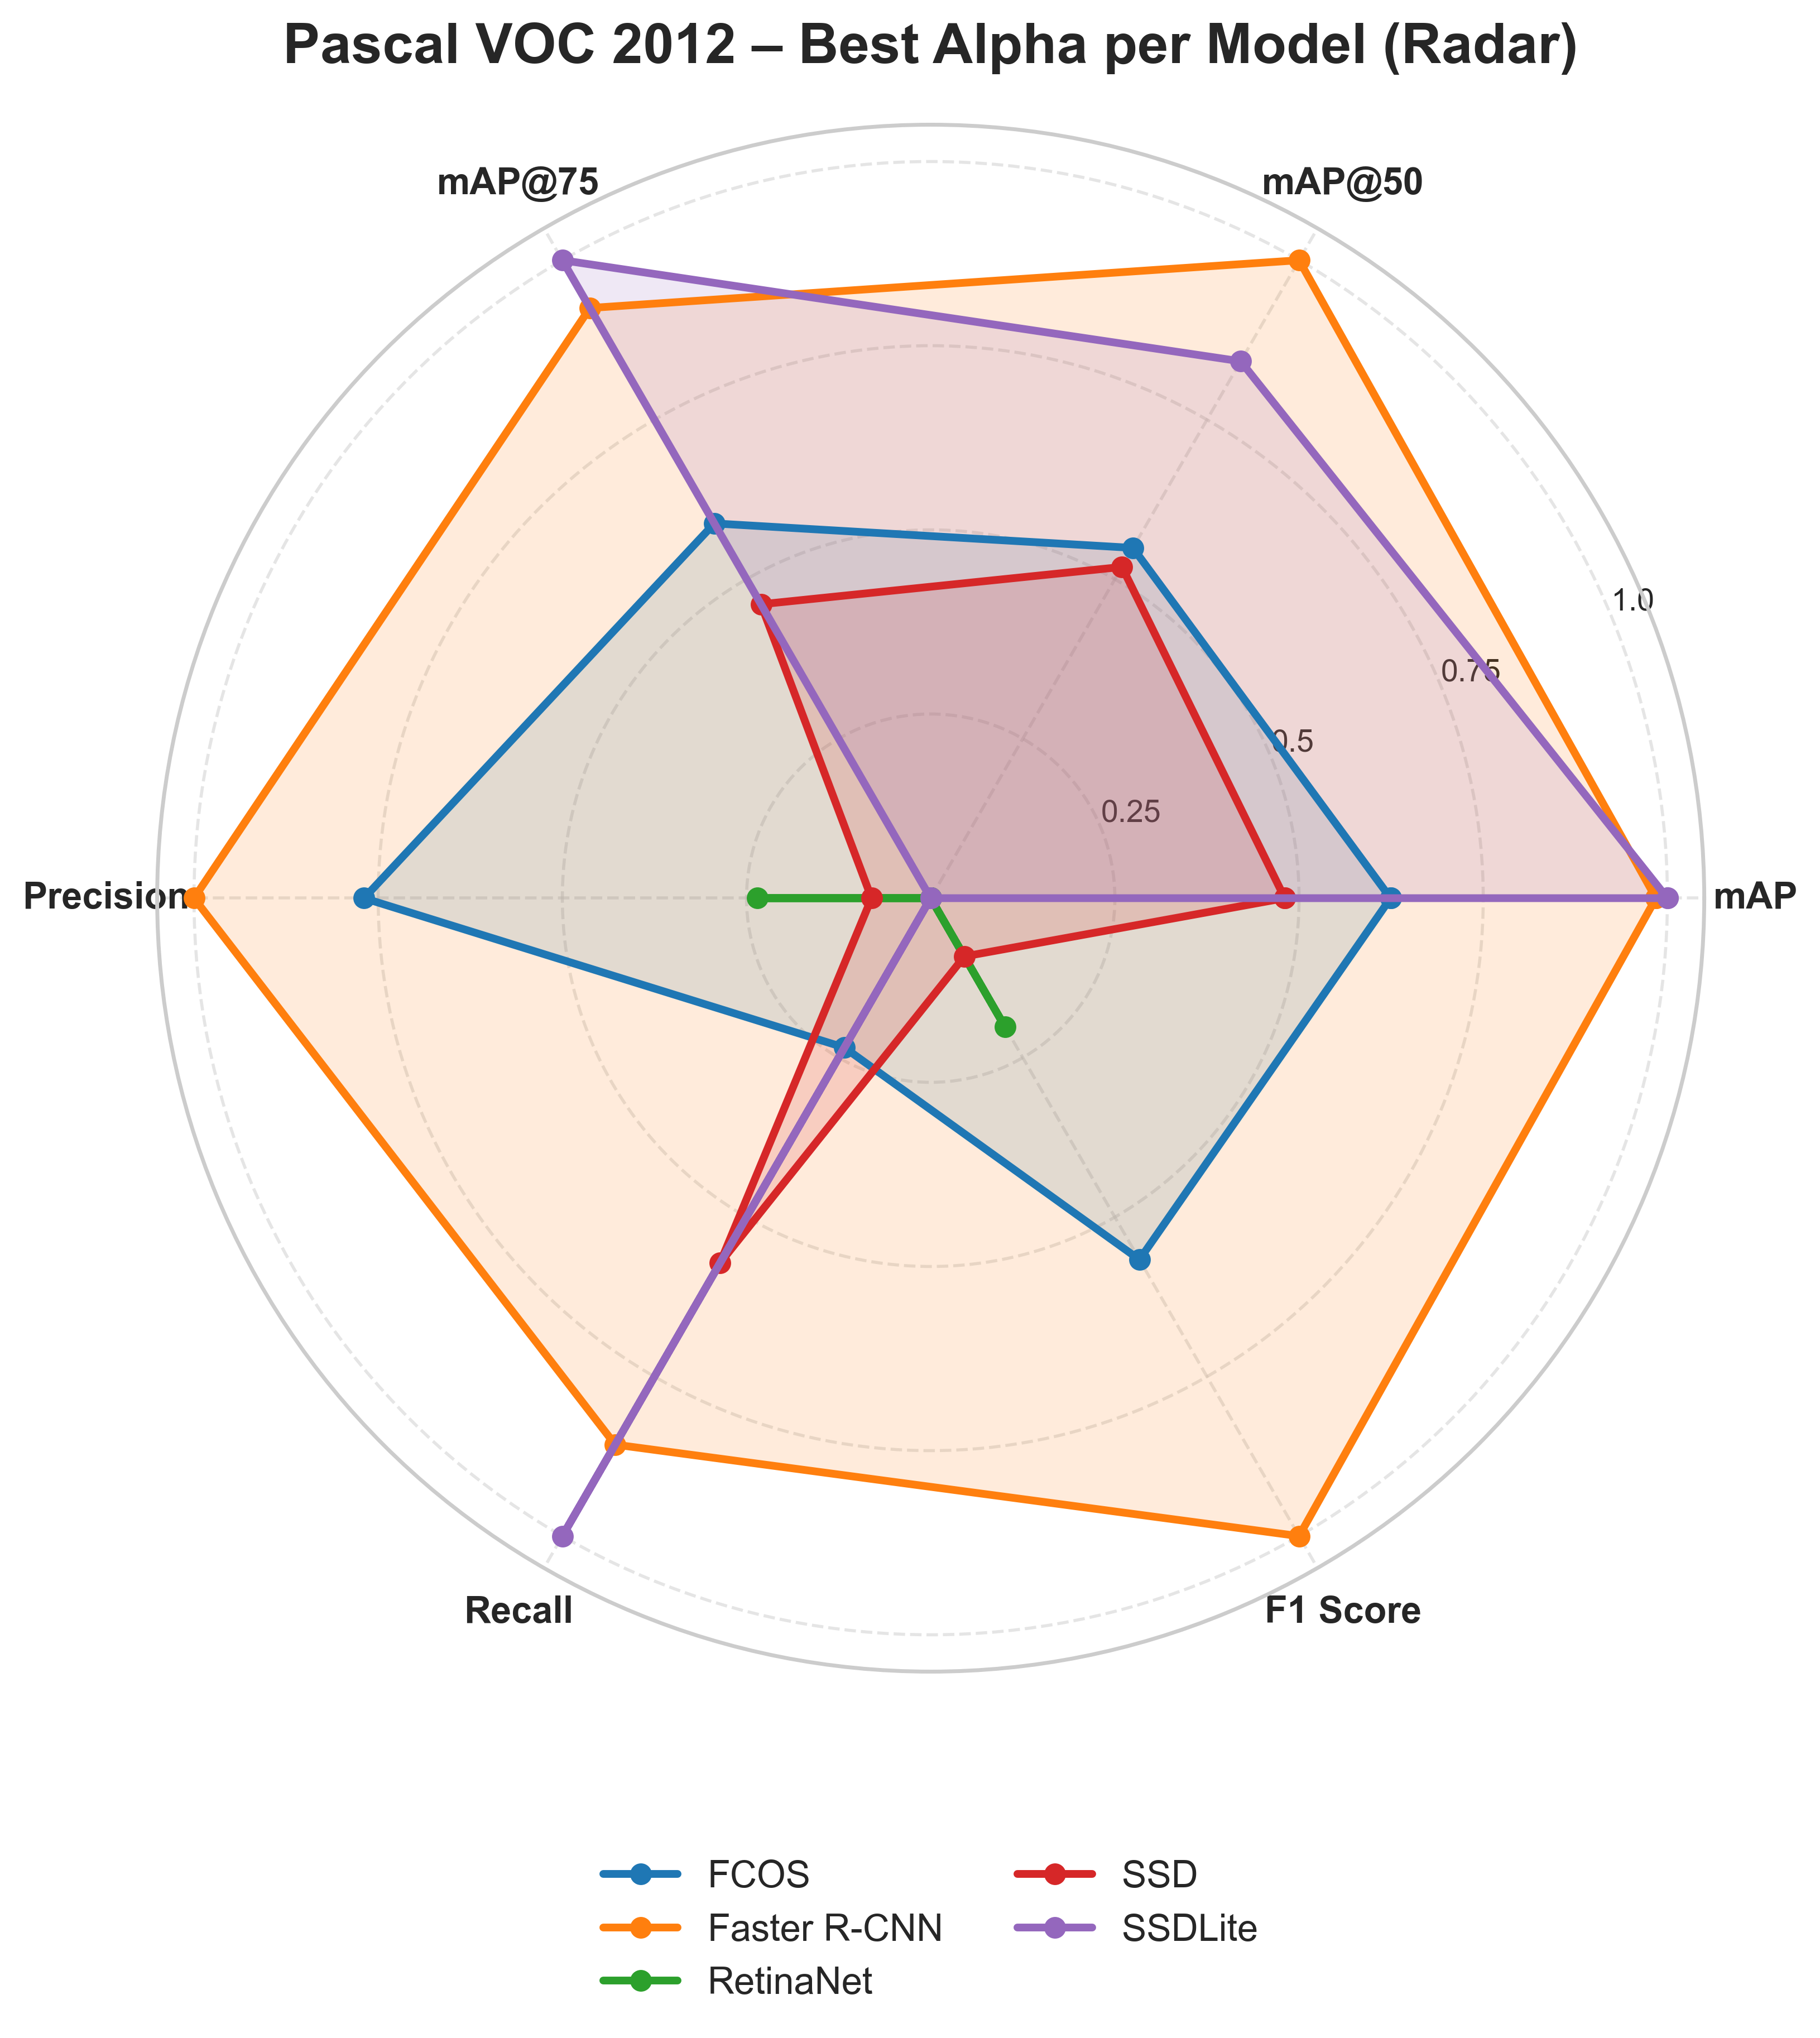 Pascal VOC 2012 – Best Alpha per Model (Radar)
mAP@75
mAP@50
1.0
0.75
0.5
0.25
Precision
mAP
Recall
F1 Score
FCOS
Faster R-CNN
RetinaNet
SSD
SSDLite